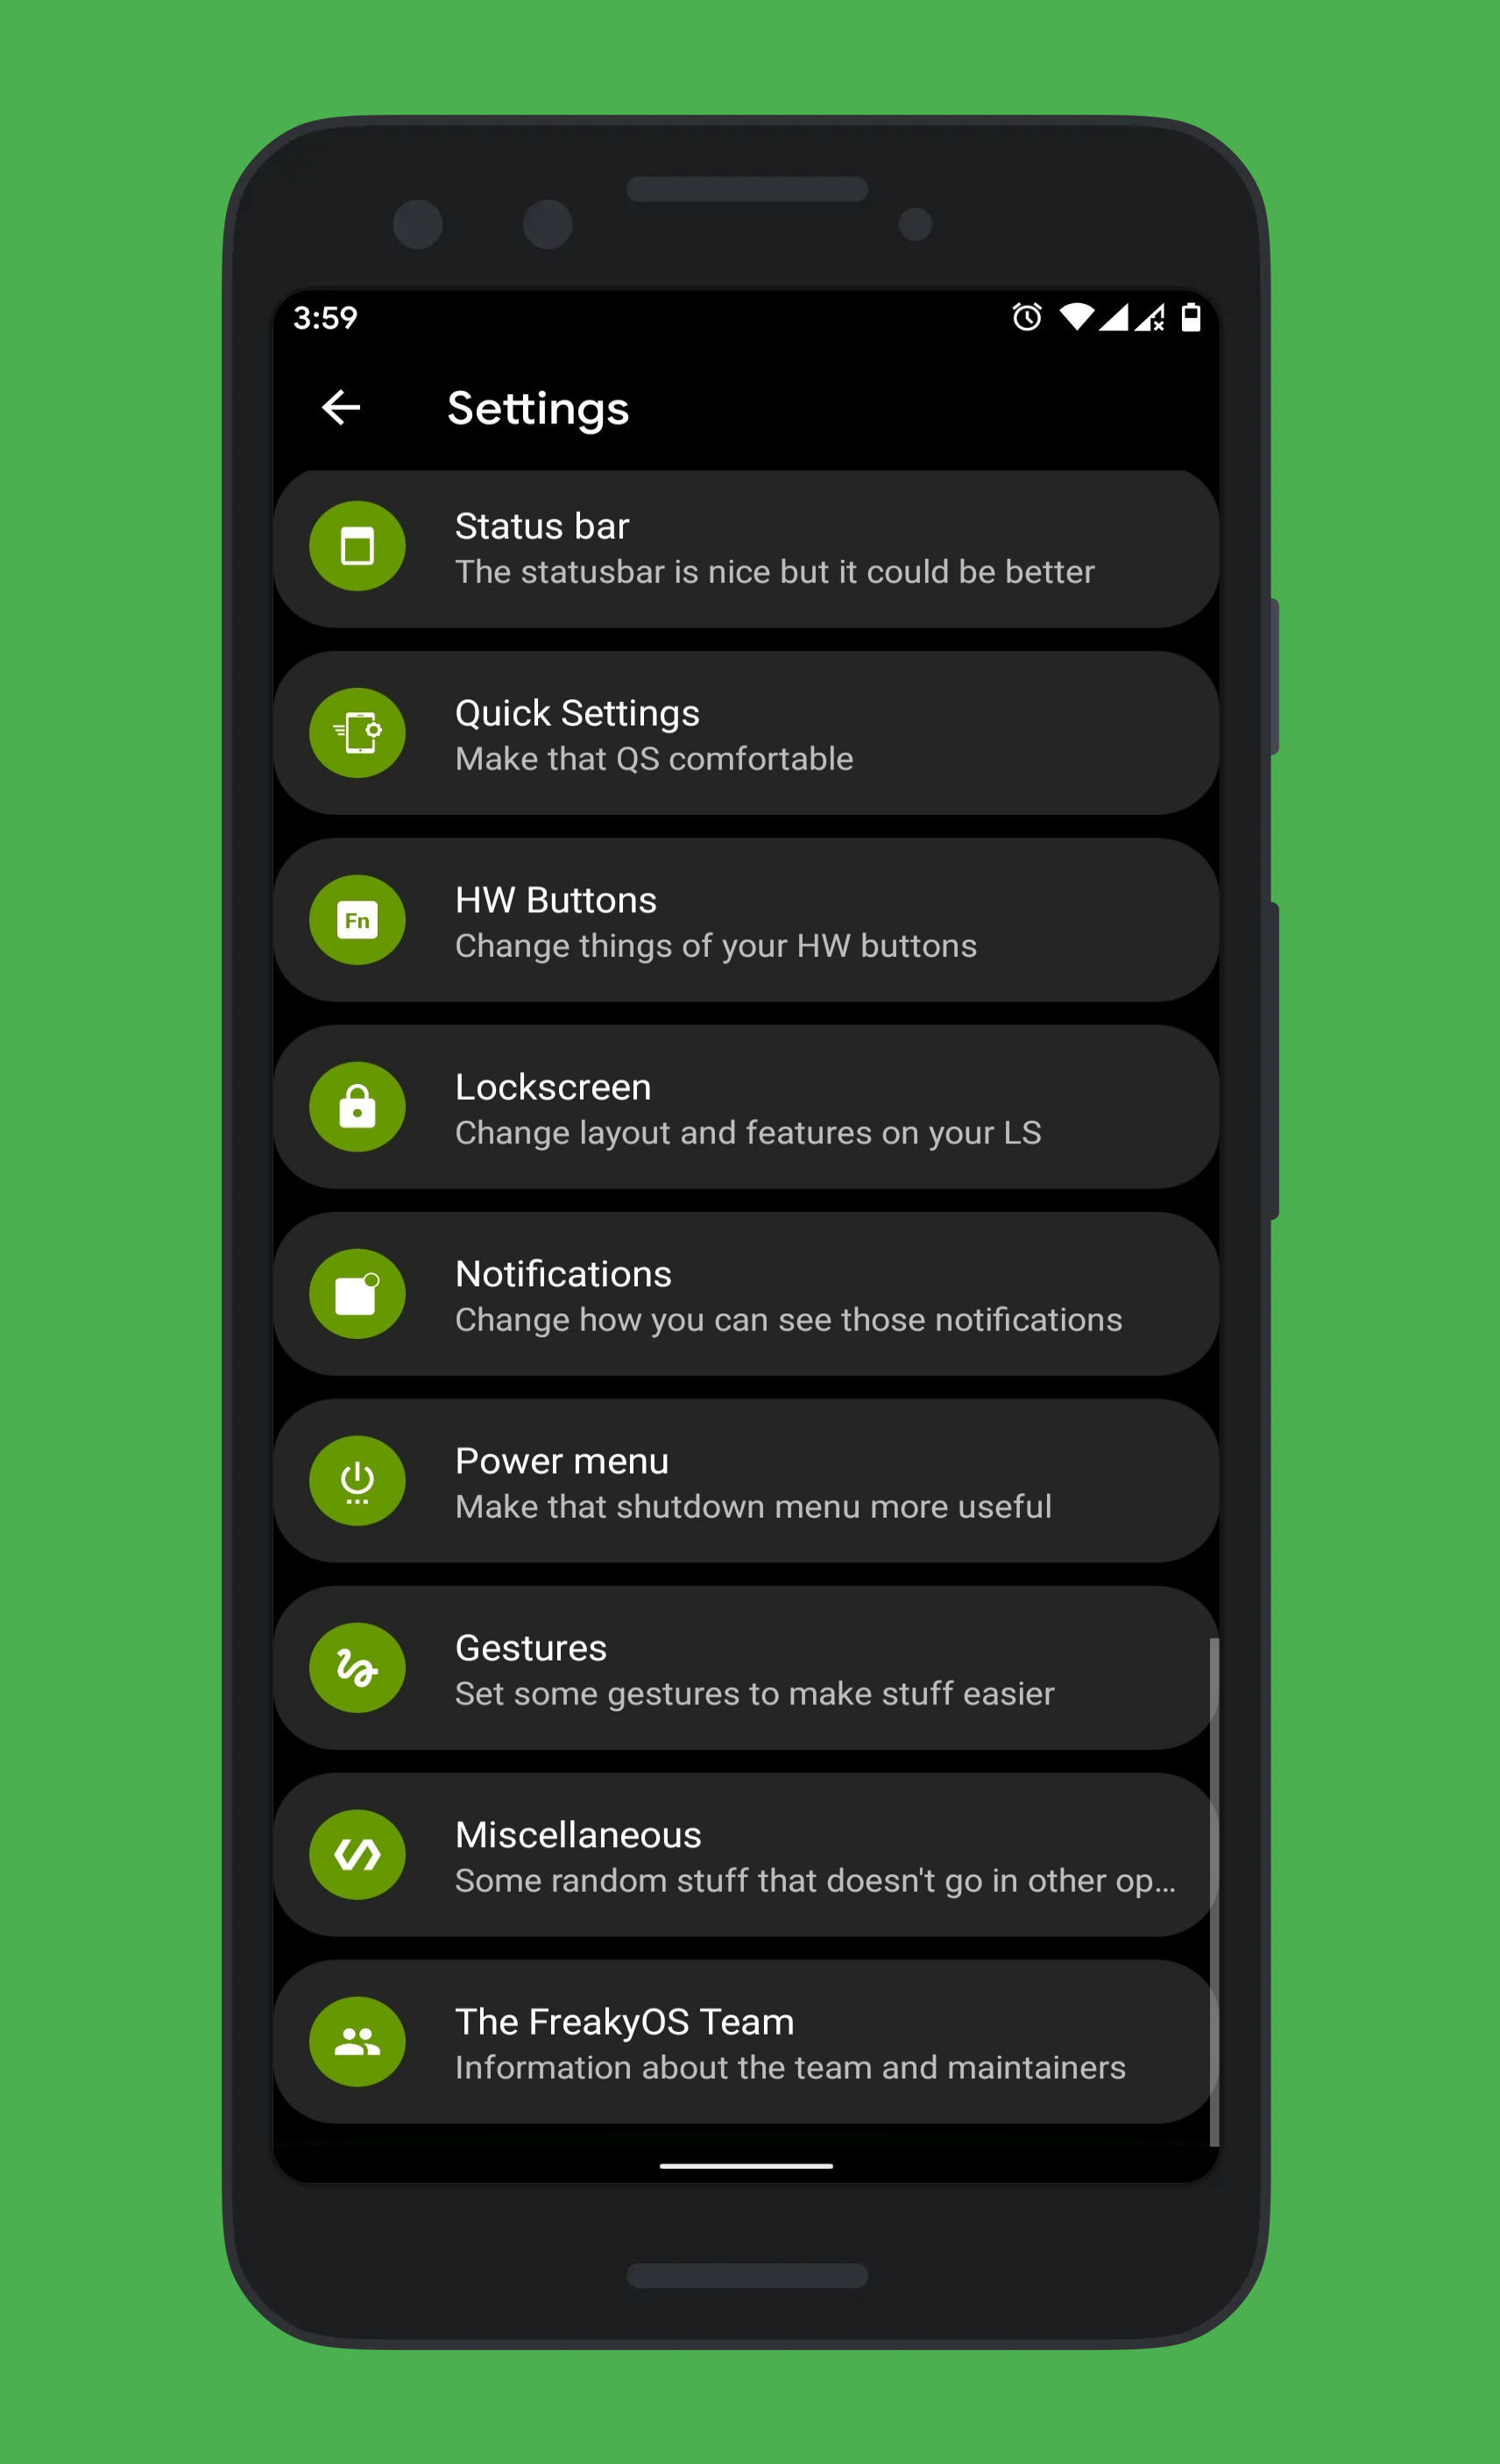 3:59
Settings
Status bar
The statusbar is nice but it could be better
Quick Settings
Make that QS comfortable
Fn
HW Buttons
Change things of your HW buttons
Lockscreen
Change layout and features on your LS
Notifications
Change how you can see those notifications
Power menu
Make that shutdown menu more useful
Gestures
Set some gestures to make stuff easier
Miscellaneous
Some random stuff that doesn't go in other op...
The FreakyOS Team
Information about the team and maintainers